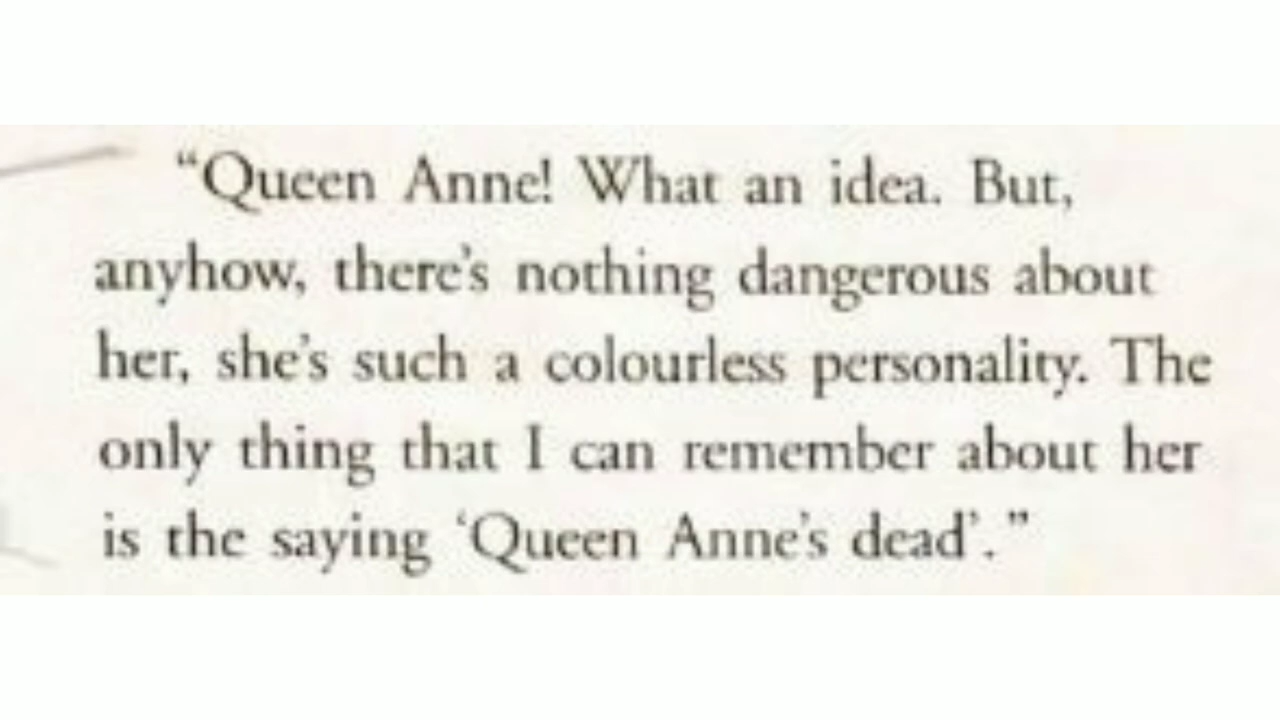 “Queen Anne! What an idea. But,
anyhow, there’s nothing dangerous about
her, she’s such a colourless personality. The
only thing that I can remember about her
is the saying ‘Queen Anne’s dead’.”